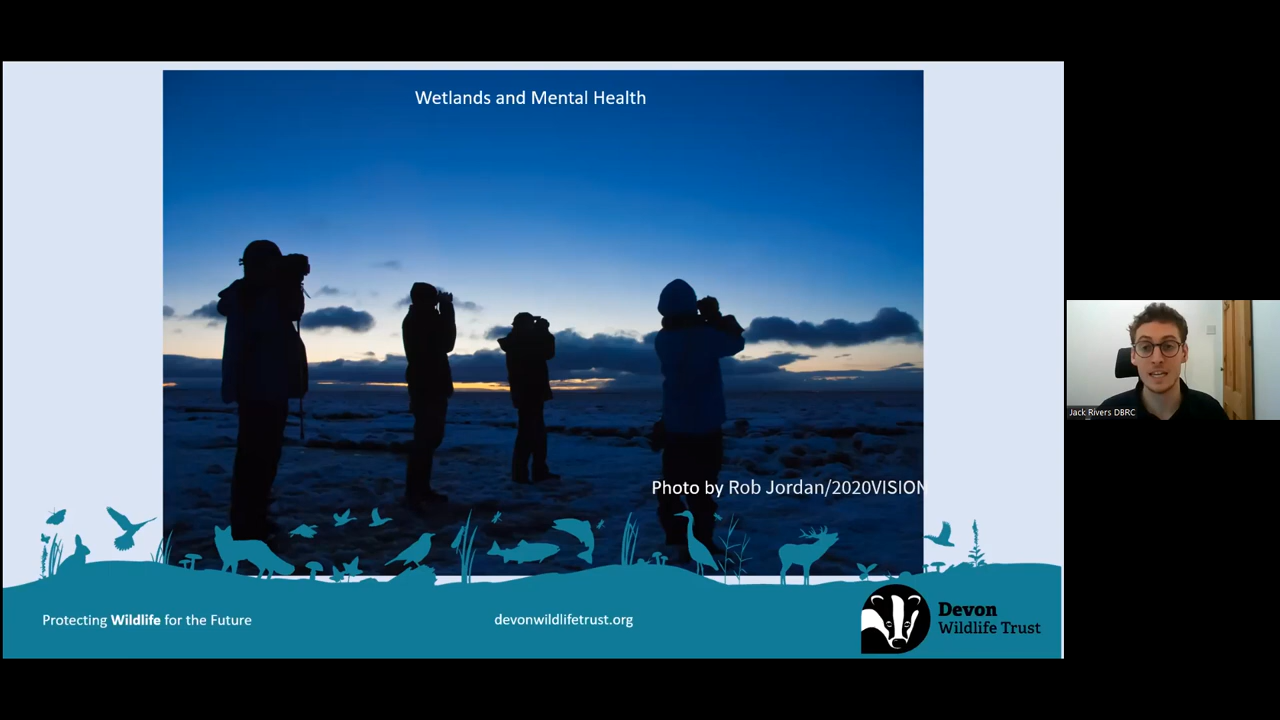 Wetlands and Mental Health
Photo by Rob Jordan/2020VISION
Jack Rivers DBRC
Protecting Wildlife for the Future
devonwildlifetrust.org
Devon
Wildlife Trust